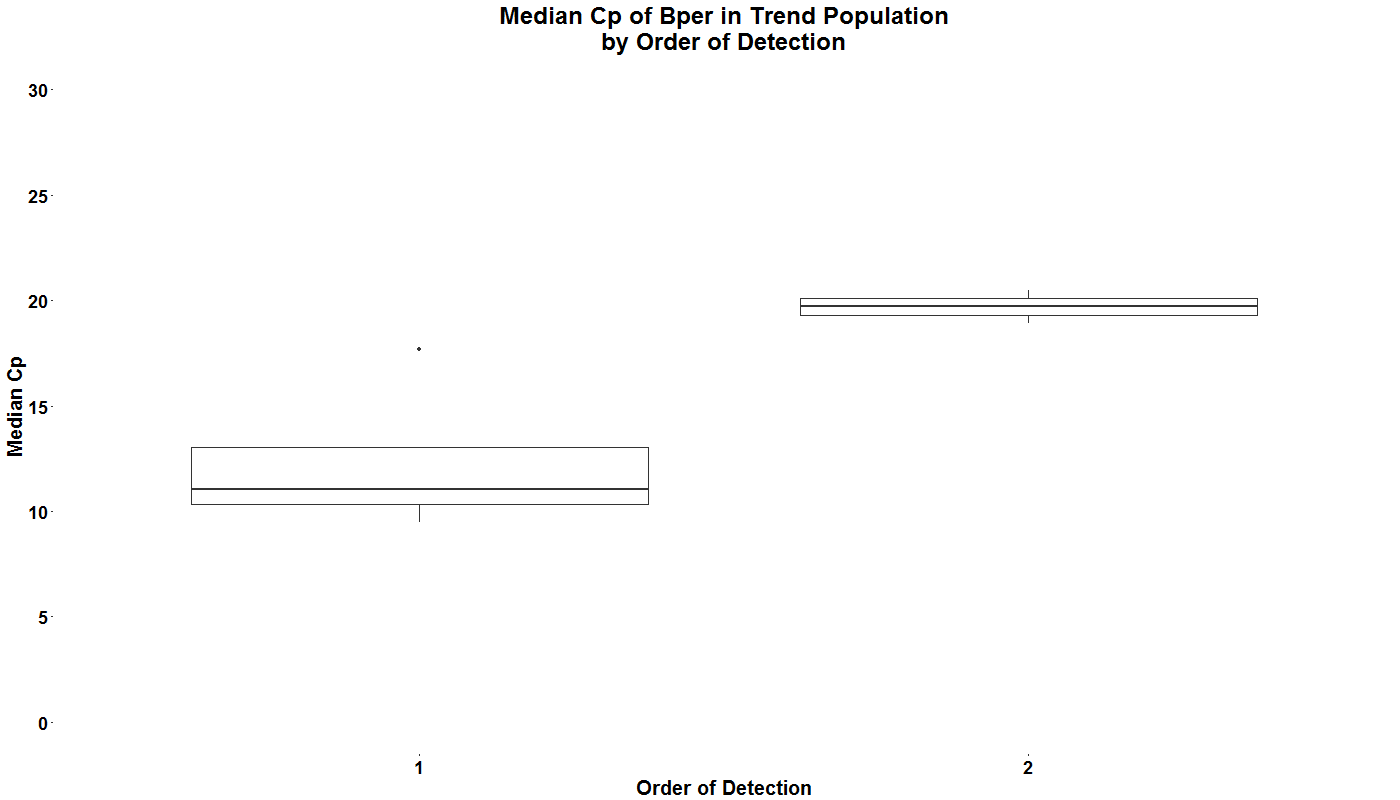 Median Cp of Bper in Trend Population
by Order of Detection
30
25
20
15
10
5
0
Median Cp
1
2
Order of Detection